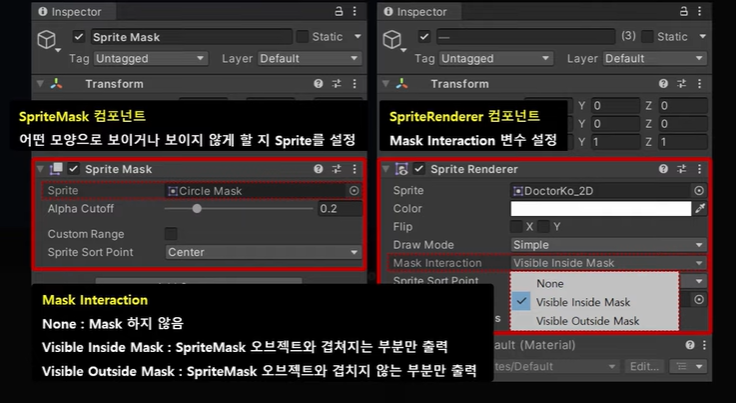 Inspector
Sprite Mask
Static
Tag Untagged Layer Default
Transform
SpriteMask 컴포넌트
어떤 모양으로 보이거나 보이지 않게 할 지 Sprite를 설정
Sprite Mask
Sprite Circle Mask
Alpha Cutoff 0.2
Custom Range
Sprite Sort Point Center
Inspector
— (3) Static
Tag Untagged Layer Default
Transform
SpriteRenderer 컴포넌트
Mask Interaction 변수 설정
Y 0 Z 0
Y 0 Z 0
Y 1 Z 1
Sprite Renderer
Sprite DoctorKo_2D
Color
Flip X Y
Draw Mode Simple
Mask Interaction Visible Inside Mask
Sprite Sort Point
None
Visible Inside Mask
Visible Outside Mask
Mask Interaction
None : Mask 하지 않음
Visible Inside Mask : SpriteMask 오브젝트와 겹쳐지는 부분만 출력
Visible Outside Mask : SpriteMask 오브젝트와 겹치지 않는 부분만 출력
(Material)
/Default Edit...